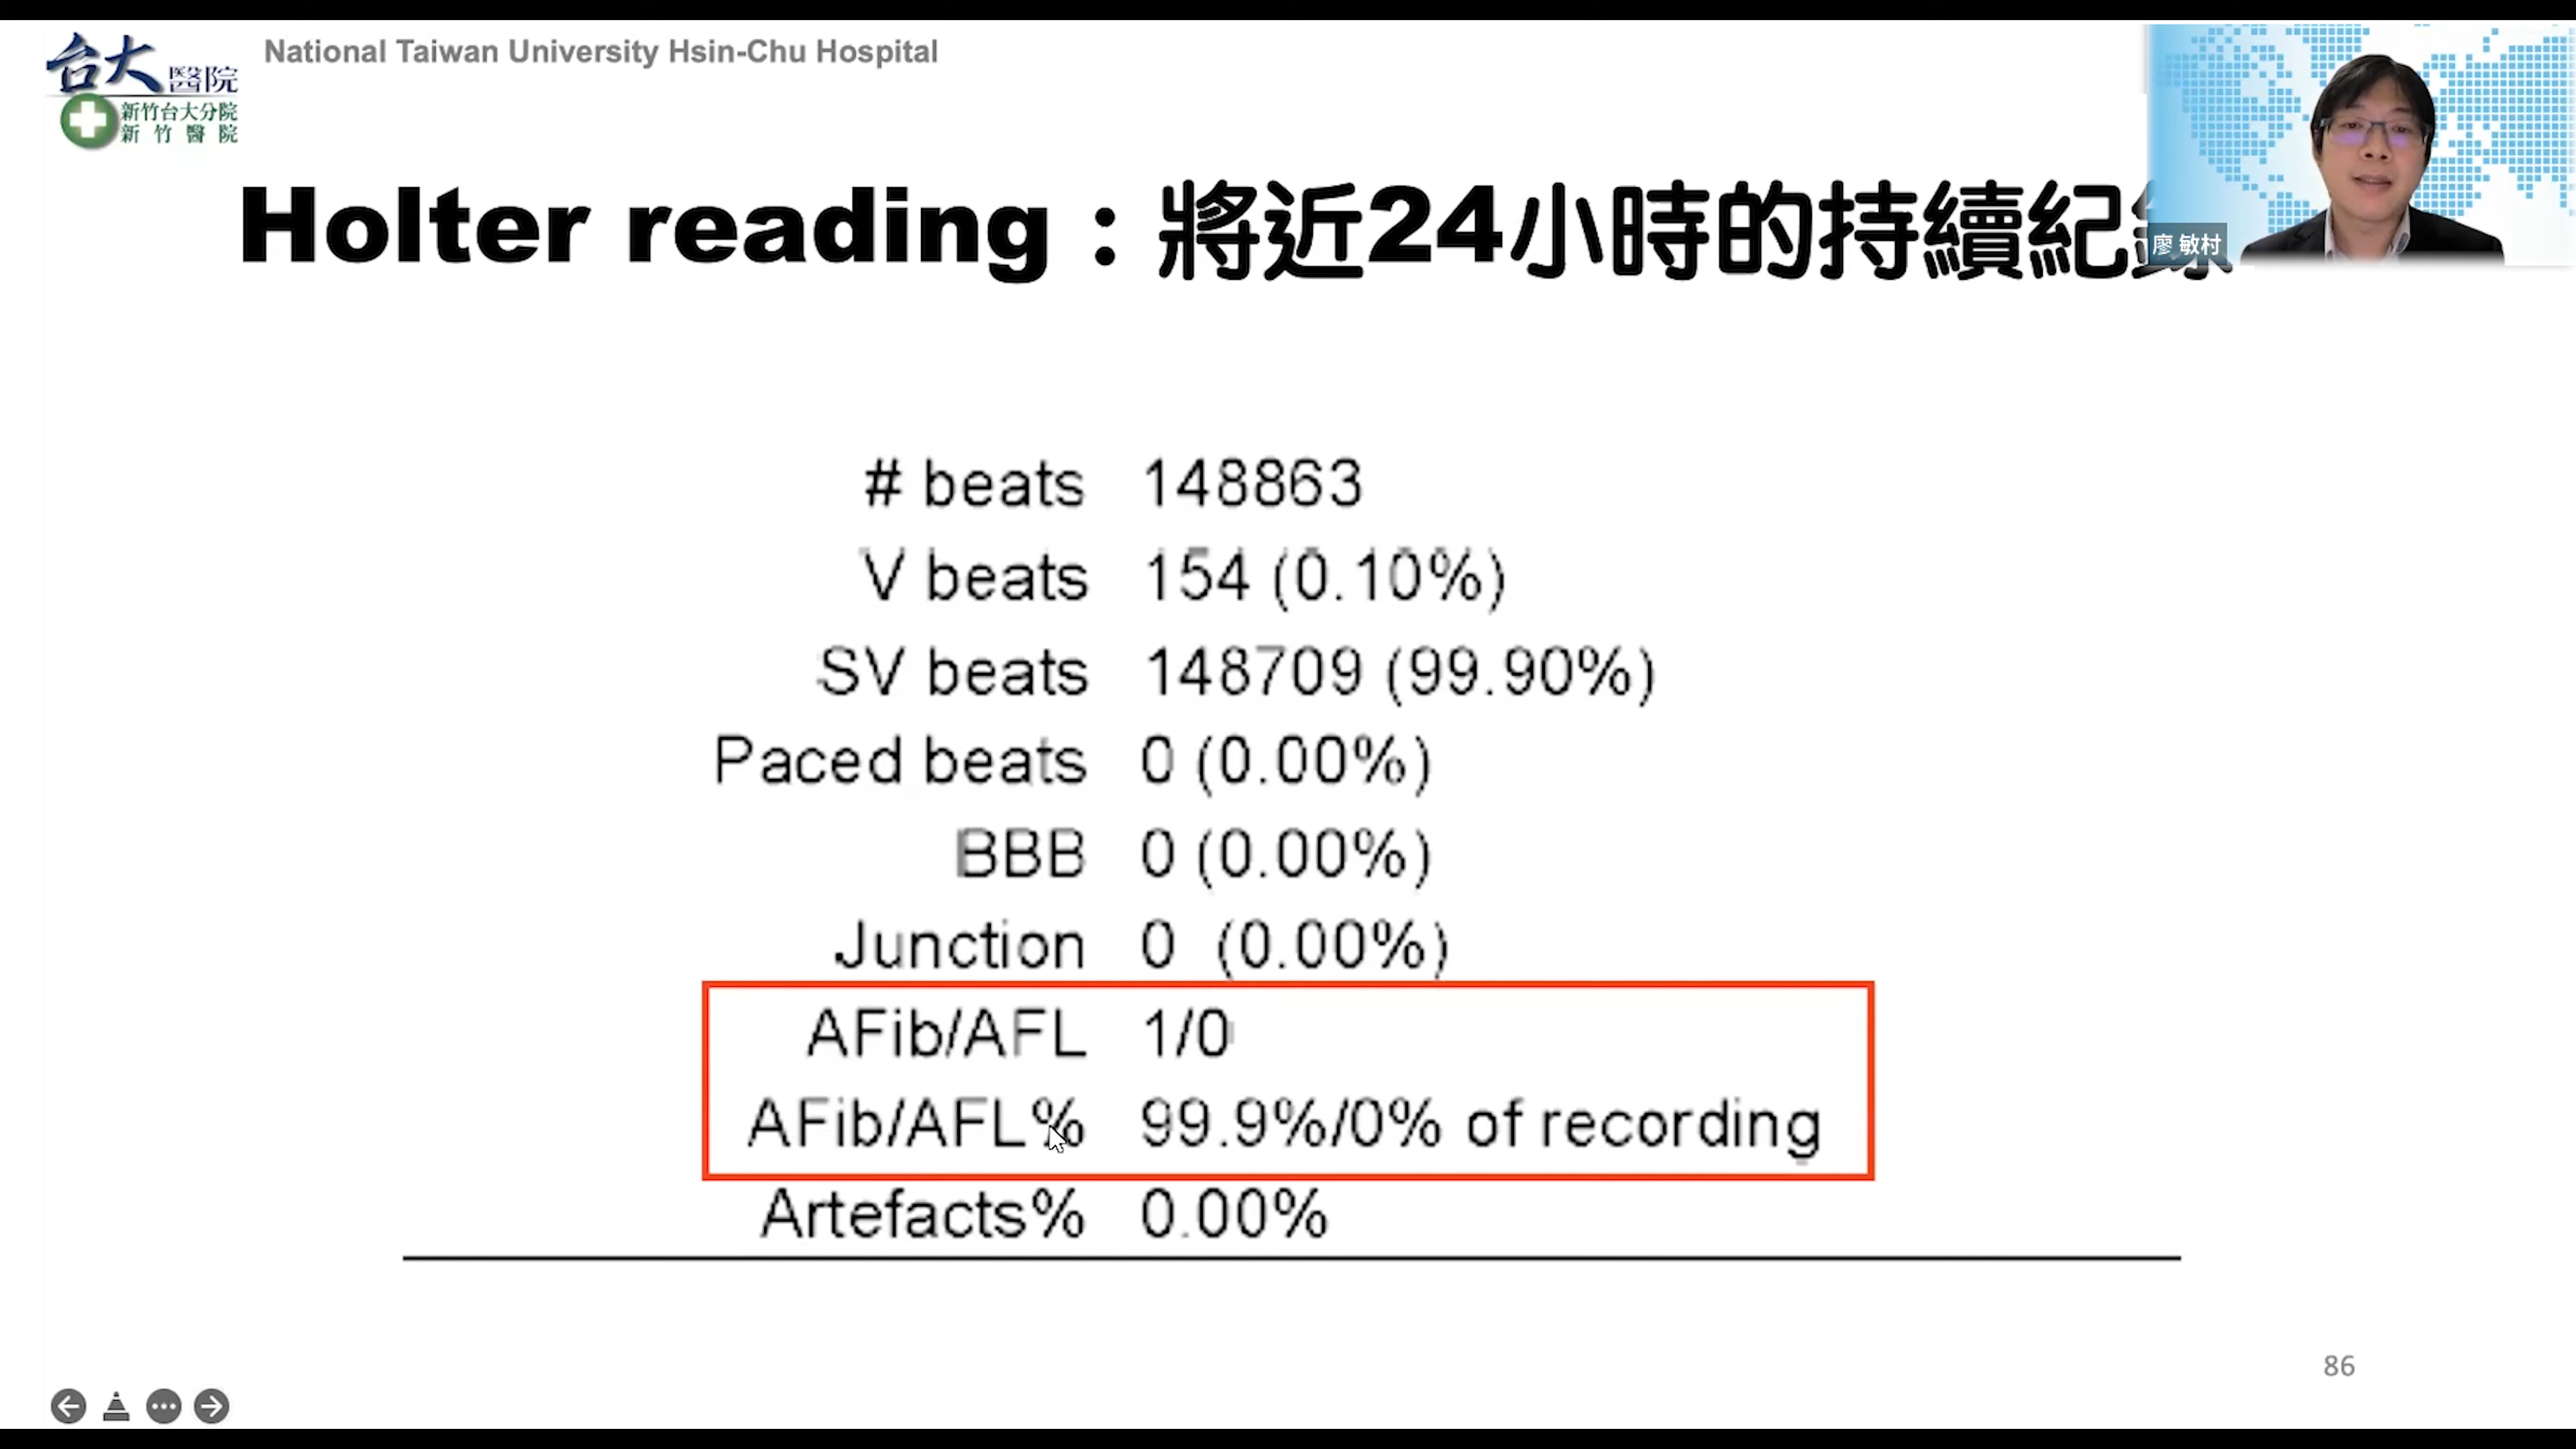 台大醫院
新竹台大分院
新竹醫院
National Taiwan University Hsin-Chu Hospital
Holter reading：將近24小時的持續紀
廖 敏村
# beats 148863
V beats 154 (0.10%)
SV beats 148709 (99.90%)
Paced beats 0 (0.00%)
BBB 0 (0.00%)
Junction 0 (0.00%)
AFib/AFL 1/0
AFib/AFL% 99.9%/0% of recording
Artefacts% 0.00%
86